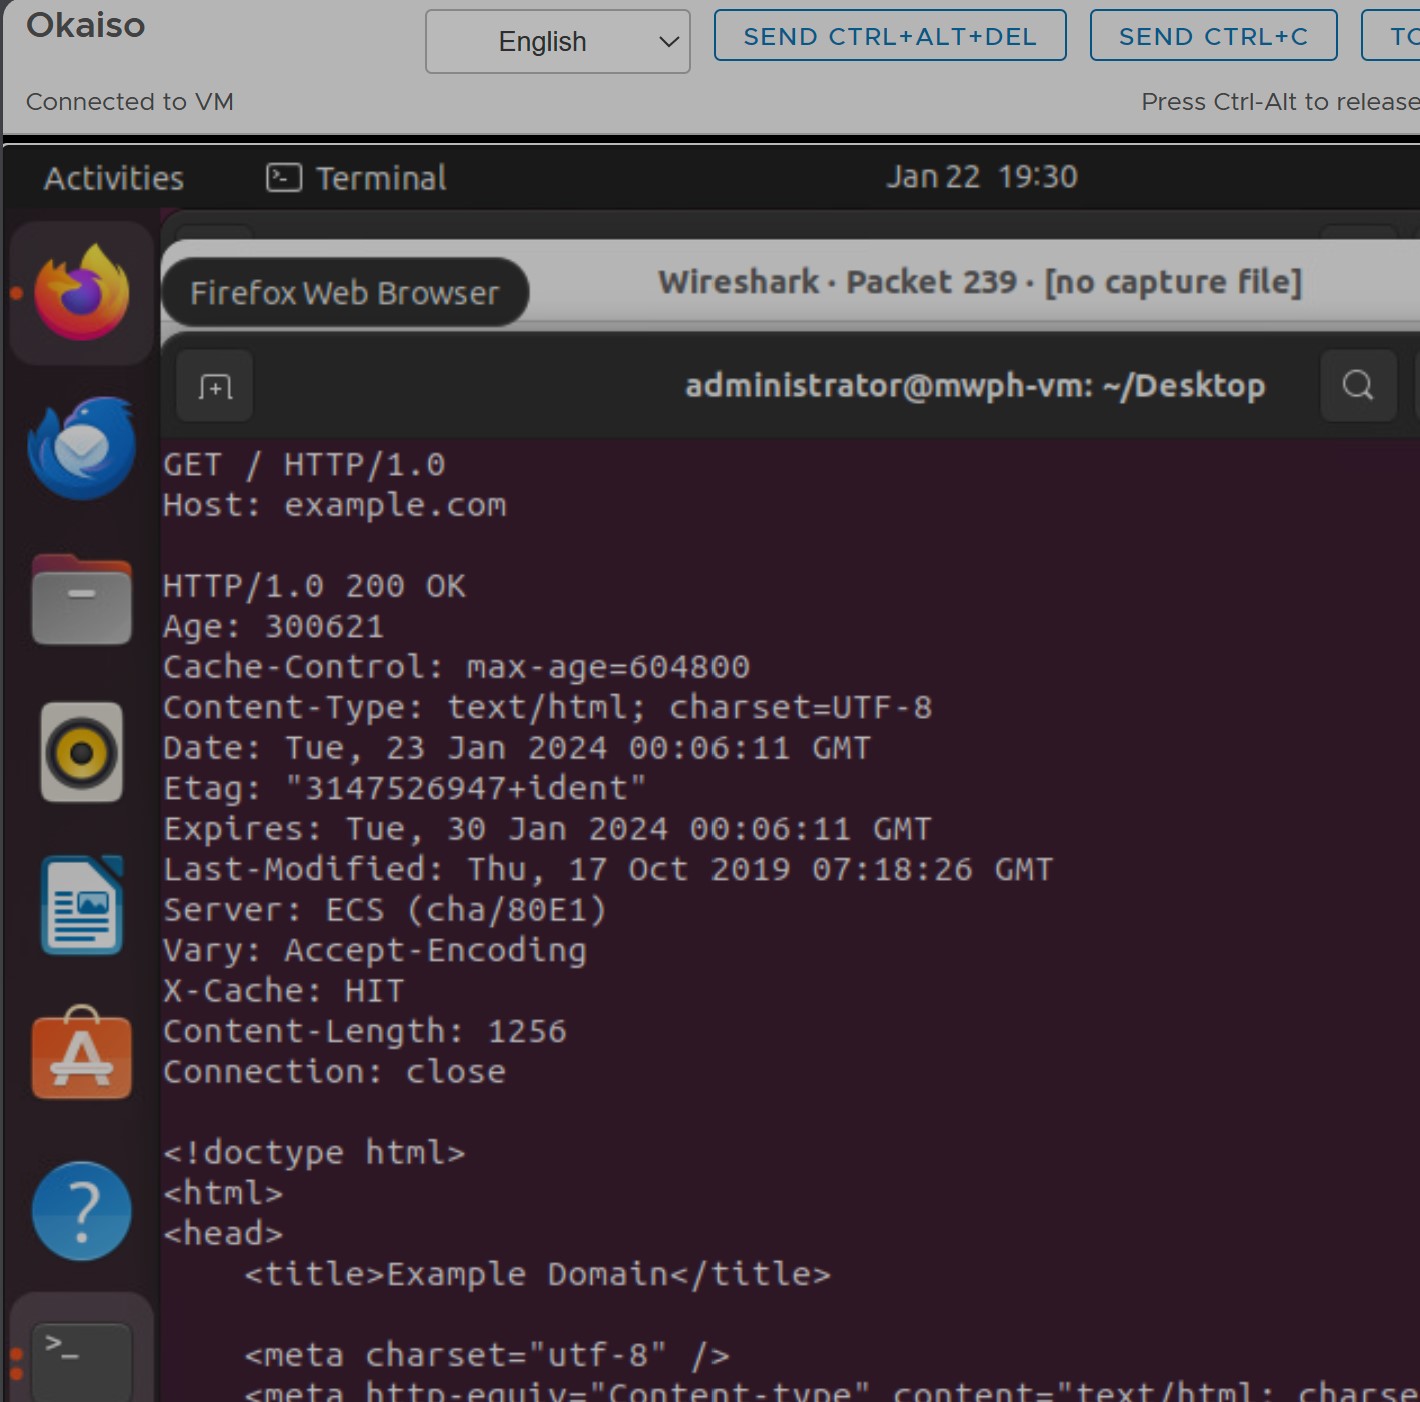 Okaiso
English
SEND CTRL+ALT+DEL
SEND CTRL+C
Connected to VM
Press Ctrl-Alt to release
Activities
Terminal
Jan 22 19:30
Firefox Web Browser
Wireshark · Packet 239 · [no capture file]
administrator@mwph-vm: ~/Desktop
GET / HTTP/1.0
Host: example.com
HTTP/1.0 200 OK
Age: 300621
Cache-Control: max-age=604800
Content-Type: text/html; charset=UTF-8
Date: Tue, 23 Jan 2024 00:06:11 GMT
Etag: "3147526947+ident"
Expires: Tue, 30 Jan 2024 00:06:11 GMT
Last-Modified: Thu, 17 Oct 2019 07:18:26 GMT
Server: ECS (cha/80E1)
Vary: Accept-Encoding
X-Cache: HIT
Content-Length: 1256
Connection: close
<!doctype html>
<html>
<head>
    <title>Example Domain</title>
    <meta charset="utf-8" />
    <meta http-equiv="Content-type" content="text/html; charse